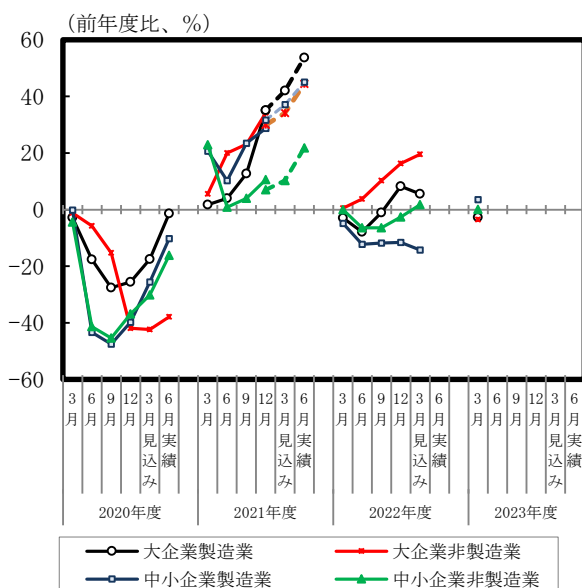 (前年度比、%)
60
40
20
0
−20
−40
−60
3月 6月 9月 12月 3月見込み 6月実績 3月 6月 9月 12月 3月見込み 6月実績 3月 6月 9月 12月 3月見込み 6月実績 3月 6月 9月 12月 3月見込み 6月実績
2020年度 2021年度 2022年度 2023年度
大企業製造業 大企業非製造業
中小企業製造業 中小企業非製造業